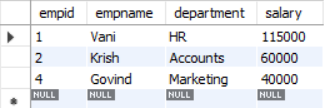 empid empname department salary
1 Vani HR 115000
2 Krish Accounts 60000
4 Govind Marketing 40000
NULL NULL NULL NULL